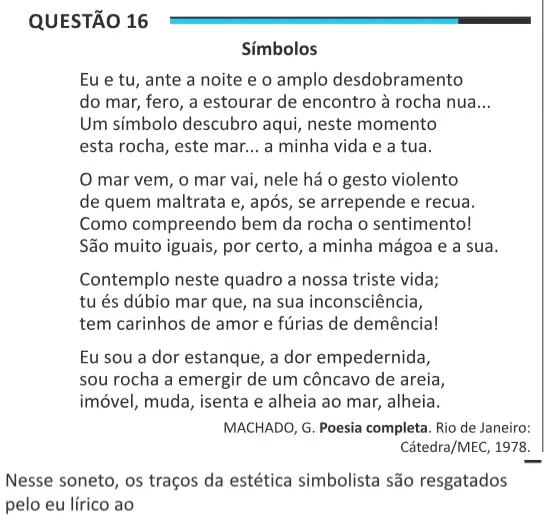 QUESTÃO 16
Símbolos
Eu e tu, ante a noite e o amplo desdobramento
do mar, fero, a estourar de encontro à rocha nua...
Um símbolo descubro aqui, neste momento
esta rocha, este mar... a minha vida e a tua.
O mar vem, o mar vai, nele há o gesto violento
de quem maltrata e, após, se arrepende e recua.
Como compreendo bem da rocha o sentimento!
São muito iguais, por certo, a minha mágoa e a sua.
Contemplo neste quadro a nossa triste vida;
tu és dúbio mar que, na sua inconsciência,
tem carinhos de amor e fúrias de demência!
Eu sou a dor estanque, a dor empedernida,
sou rocha a emergir de um côncavo de areia,
imóvel, muda, isenta e alheia ao mar, alheia.
MACHADO, G. Poesia completa. Rio de Janeiro:
Cátedra/MEC, 1978.
Nesse soneto, os traços da estética simbolista são resgatados
pelo eu lírico ao